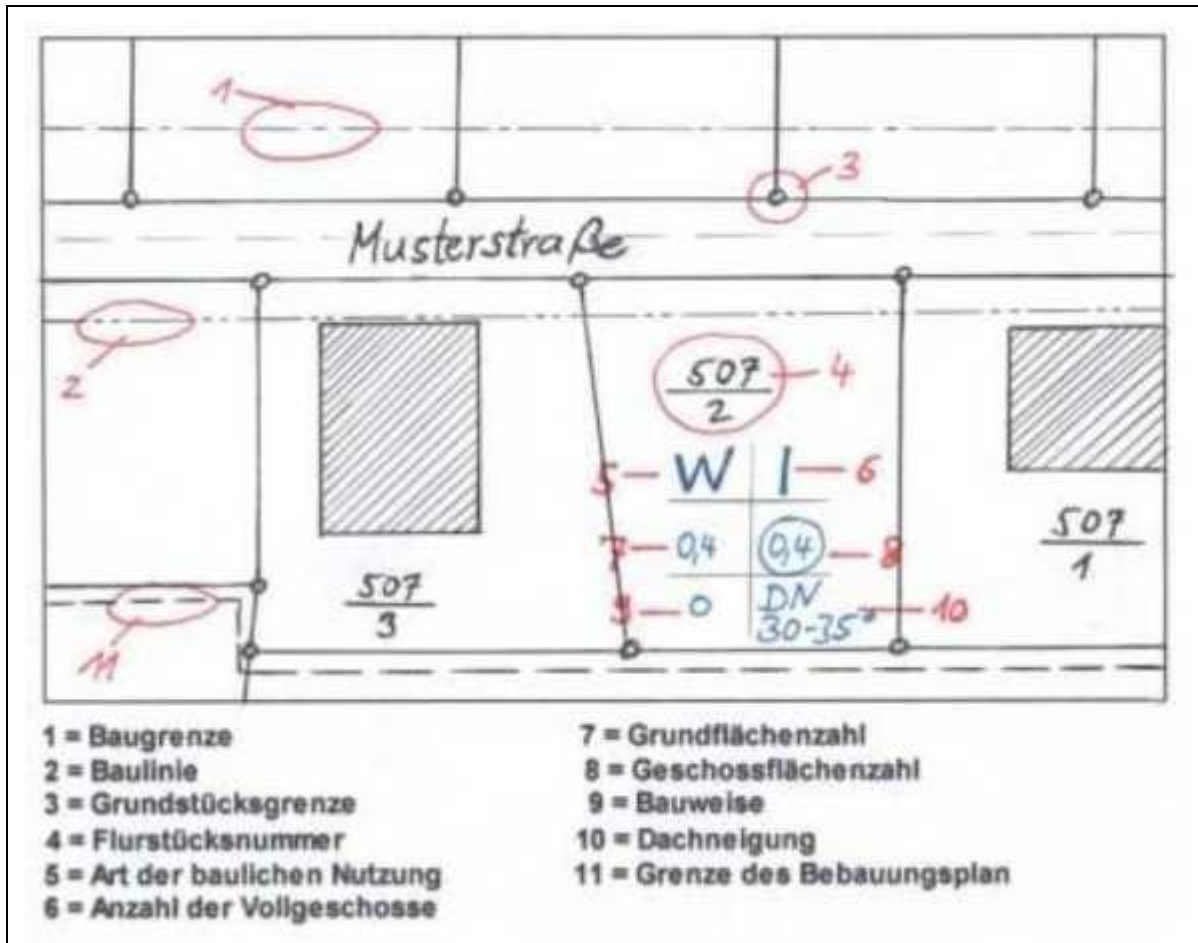 1
3
Musterstraße
2
507
2
4
5
W
I
6
507
1
7
0,4
0,4
8
507
3
9
0
DN
30-35°
10
11
1 = Baugrenze
2 = Baulinie
3 = Grundstücksgrenze
4 = Flurstücksnummer
5 = Art der baulichen Nutzung
6 = Anzahl der Vollgeschosse
7 = Grundflächenzahl
8 = Geschossflächenzahl
9 = Bauweise
10 = Dachneigung
11 = Grenze des Bebauungsplan